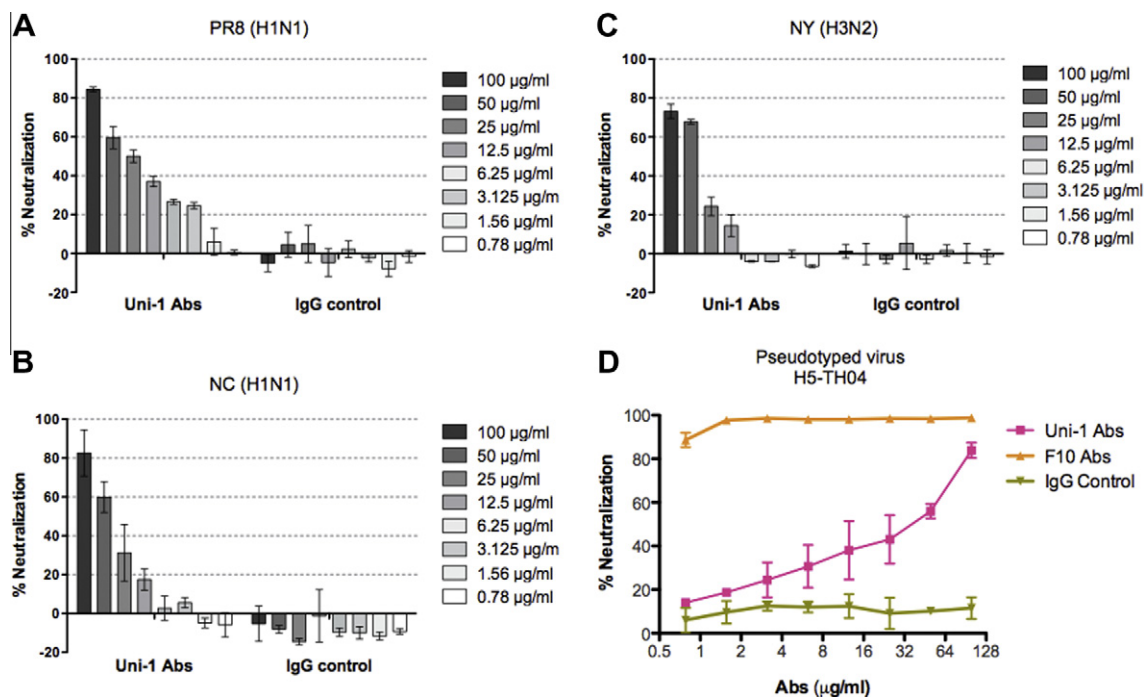 A
PR8 (H1N1)
% Neutralization
100
80
60
40
20
0
-20
Uni-1 Abs
IgG control
100 µg/ml
50 µg/ml
25 µg/ml
12.5 µg/ml
6.25 µg/ml
3.125 µg/m
1.56 µg/ml
0.78 µg/ml
C
NY (H3N2)
% Neutralization
100
80
60
40
20
0
-20
Uni-1 Abs
IgG control
100 µg/ml
50 µg/ml
25 µg/ml
12.5 µg/ml
6.25 µg/ml
3.125 µg/ml
1.56 µg/ml
0.78 µg/ml
B
NC (H1N1)
% Neutralization
100
80
60
40
20
0
-20
Uni-1 Abs
IgG control
100 µg/ml
50 µg/ml
25 µg/ml
12.5 µg/ml
6.25 µg/ml
3.125 µg/m
1.56 µg/ml
0.78 µg/ml
D
Pseudotyped virus
H5-TH04
% Neutralization
100
80
60
40
20
0
0.5 1 2 4 8 16 32 64 128
Abs (µg/ml)
Uni-1 Abs
F10 Abs
IgG Control